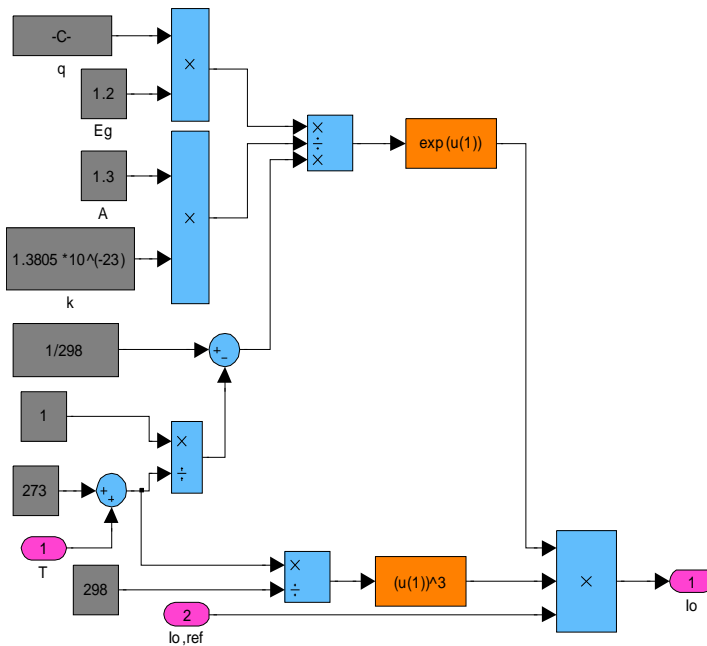 -C-
q
×
1.2
Eg
1.3
A
×
1.3805 *10^(-23)
k
×
÷
×
exp(u(1))
1/298
+
−
1
×
÷
273
+
+
1
T
298
×
÷
(u(1))^3
2
Io,ref
×
1
Io